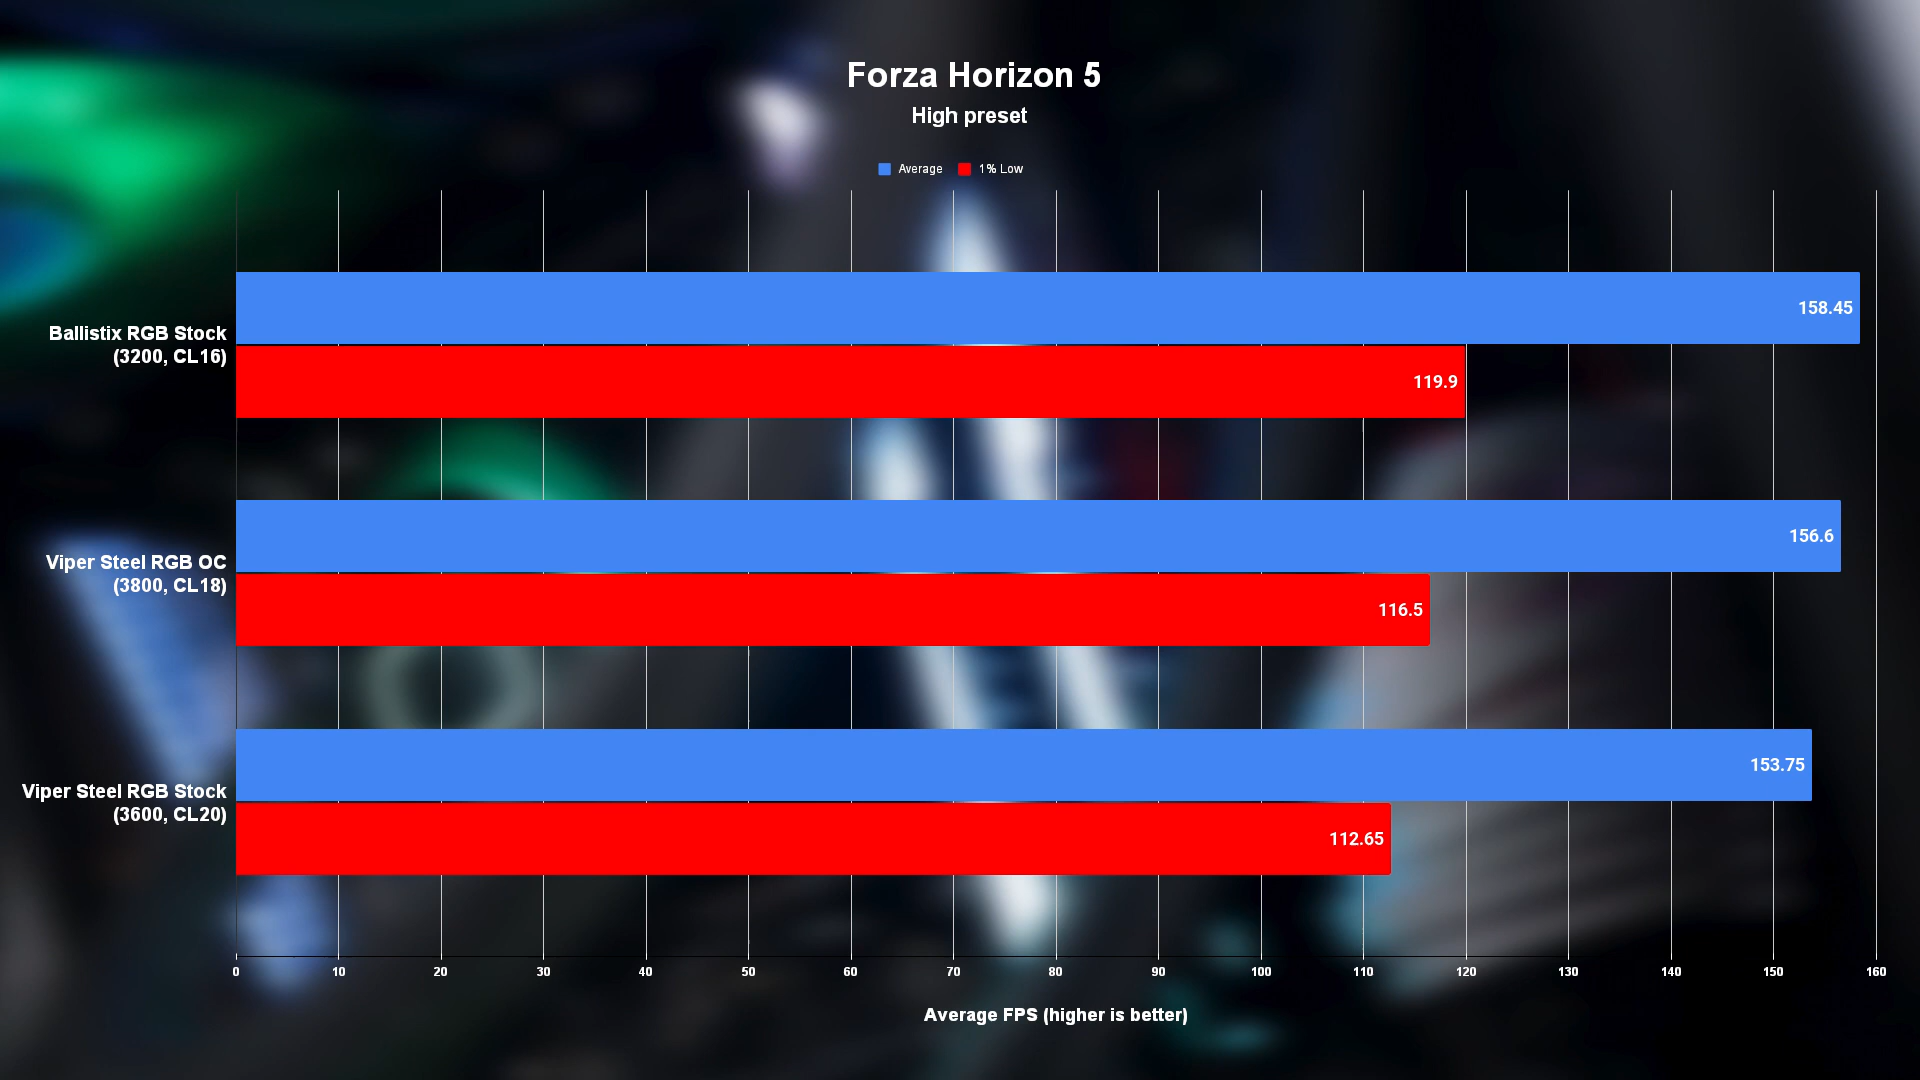 Forza Horizon 5
High preset
Average 1% Low
Ballistix RGB Stock
(3200, CL16)
158.45
119.9
Viper Steel RGB OC
(3800, CL18)
156.6
116.5
Viper Steel RGB Stock
(3600, CL20)
153.75
112.65
0 10 20 30 40 50 60 70 80 90 100 110 120 130 140 150 160
Average FPS (higher is better)